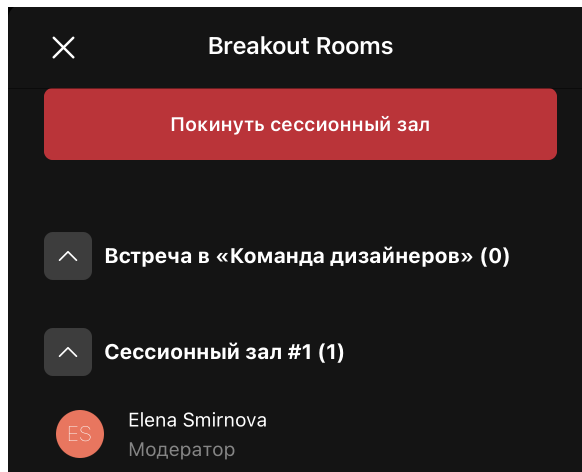 Breakout Rooms
Покинуть сессионный зал
Встреча в «Команда дизайнеров» (0)
Сессионный зал #1 (1)
ES
Elena Smirnova
Модератор